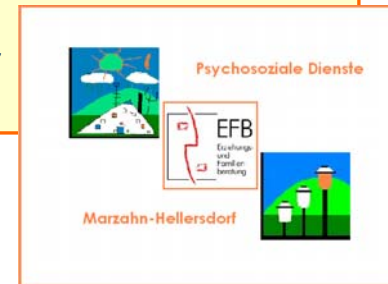 Psychosoziale Dienste
EFB
Erziehungs-
und
Familien-
beratung
Marzahn-Hellersdorf